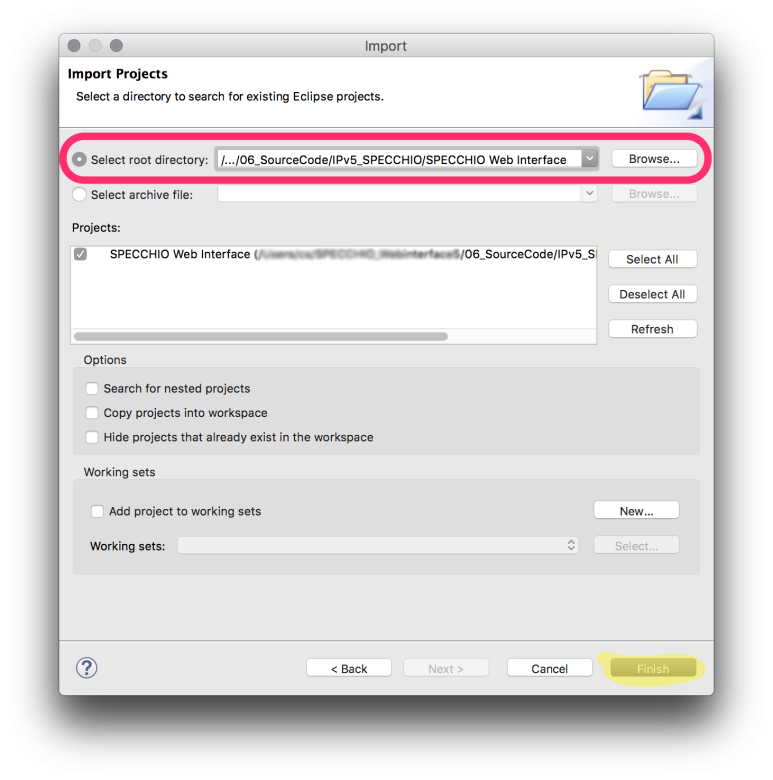 Import
Import Projects
Select a directory to search for existing Eclipse projects.
Select root directory: /.../06_SourceCode/IPv5_SPECCHIO/SPECCHIO Web Interface Browse...
Select archive file: Browse...
Projects:
SPECCHIO Web Interface ( /06_SourceCode/IPv5_S
Select All
Deselect All
Refresh
Options
Search for nested projects
Copy projects into workspace
Hide projects that already exist in the workspace
Working sets
Add project to working sets New...
Working sets: Select...
? < Back Next > Cancel Finish